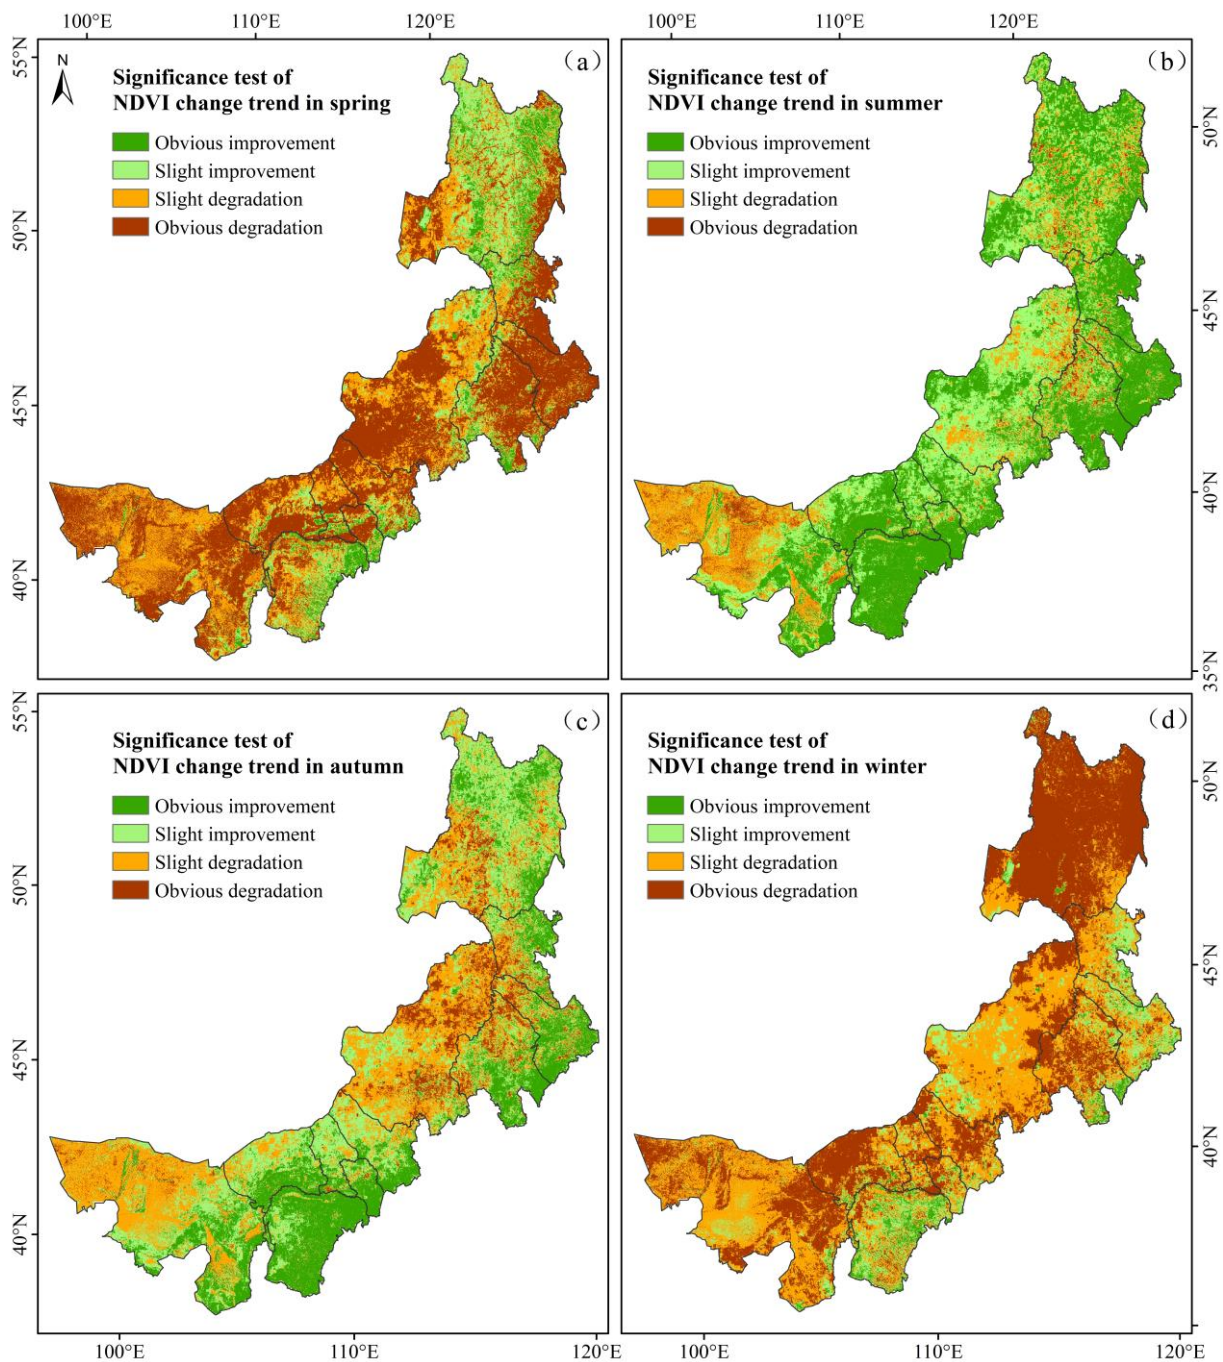 100°E 110°E 120°E 100°E 110°E 120°E
55°N
N
Significance test of
NDVI change trend in spring
(a)
Obvious improvement
Slight improvement
Slight degradation
Obvious degradation
50°N
45°N
40°N
Significance test of
NDVI change trend in summer
(b)
Obvious improvement
Slight improvement
Slight degradation
Obvious degradation
50°N
45°N
40°N
35°N
55°N
Significance test of
NDVI change trend in autumn
(c)
Obvious improvement
Slight improvement
Slight degradation
Obvious degradation
50°N
45°N
40°N
Significance test of
NDVI change trend in winter
(d)
Obvious improvement
Slight improvement
Slight degradation
Obvious degradation
50°N
45°N
40°N
100°E 110°E 120°E 100°E 110°E 120°E